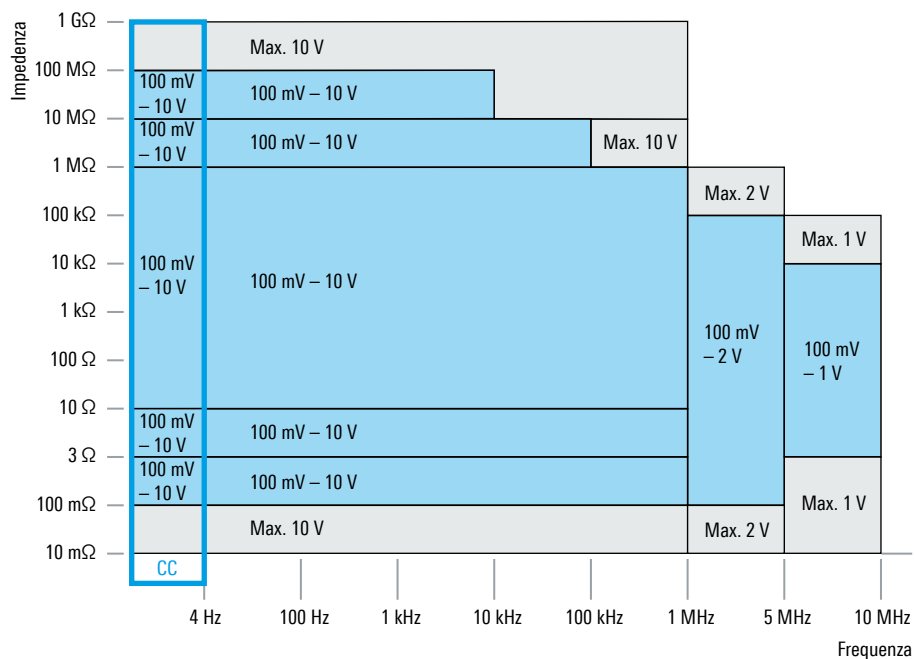 Impedenza
1 GΩ
Max. 10 V
100 MΩ
100 mV
– 10 V
100 mV – 10 V
10 MΩ
100 mV
– 10 V
100 mV – 10 V
Max. 10 V
1 MΩ
Max. 2 V
100 kΩ
Max. 1 V
10 kΩ
100 mV
– 10 V
100 mV – 10 V
1 kΩ
100 mV
– 2 V
100 mV
– 1 V
100 Ω
10 Ω
100 mV
– 10 V
100 mV – 10 V
3 Ω
100 mV
– 10 V
100 mV – 10 V
Max. 1 V
100 mΩ
Max. 10 V
Max. 2 V
10 mΩ
CC
4 Hz
100 Hz
1 kHz
10 kHz
100 kHz
1 MHz
5 MHz
10 MHz
Frequenza